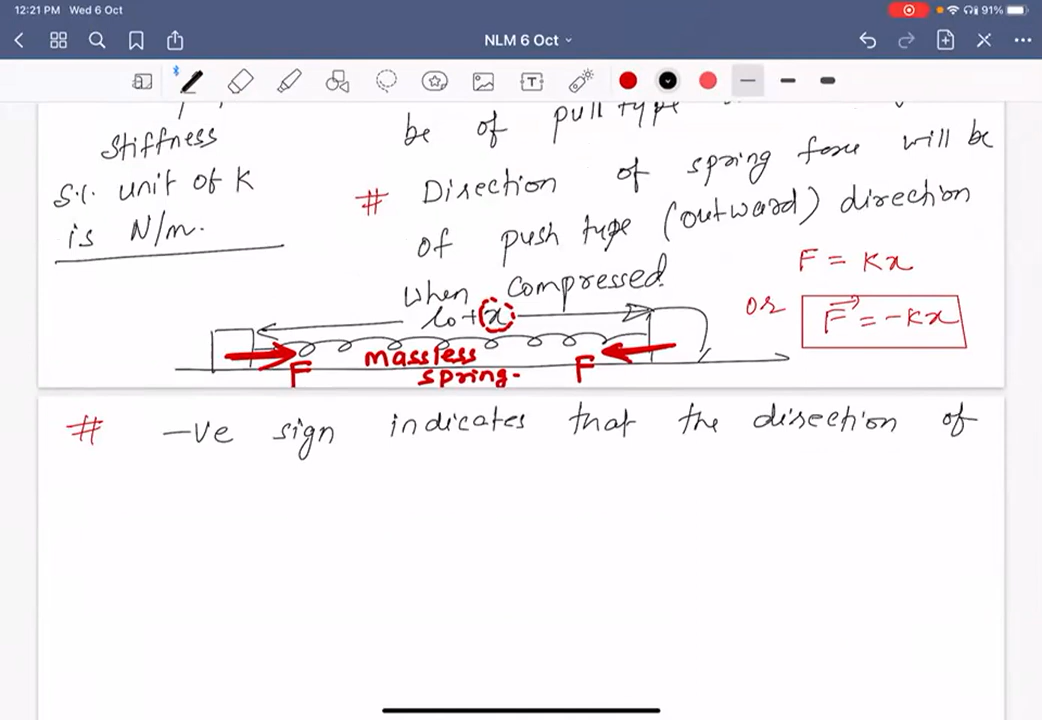 12:21 PM Wed 6 Oct
91%
NLM 6 Oct
T
stiffness
S.I. unit of K
is N/m.
be of pull type
# Direction of spring force will be
of push type (outward) direction
when compressed.
F = Kx
or F = -Kx
l0 + x
massless
spring.
F
F
# -ve sign indicates that the direction of